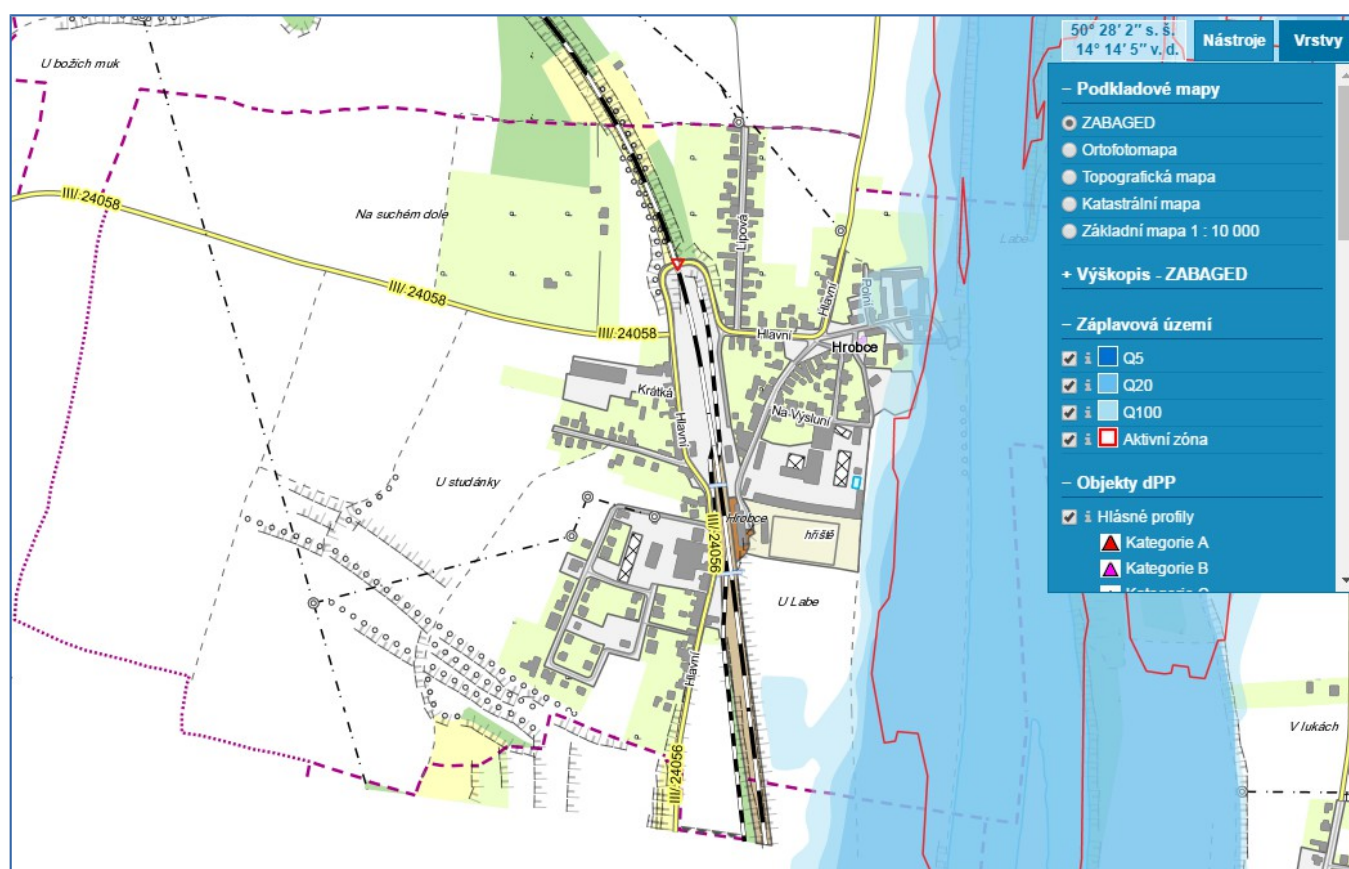 50° 28′ 2″ s. š.
14° 14′ 5″ v. d.
Nástroje
Vrstvy
− Podkladové mapy
ZABAGED
Ortofotomapa
Topografická mapa
Katastrální mapa
Základní mapa 1 : 10 000
+ Výškopis - ZABAGED
− Záplavová území
i Q5
i Q20
i Q100
i Aktivní zóna
− Objekty dPP
i Hlásné profily
Kategorie A
Kategorie B
U božích muk
III/ 24058
Na suchém dole
III/ 24058
III/ 24058
Lipová
Labe
Polní
Hlavní
Hlavní
Hrobce
Krátká
Hlavní
Na Výsluní
U studánky
Hrobce
hřiště
III/ 24056
U Labe
Hlavní
III/ 24056
V lukách